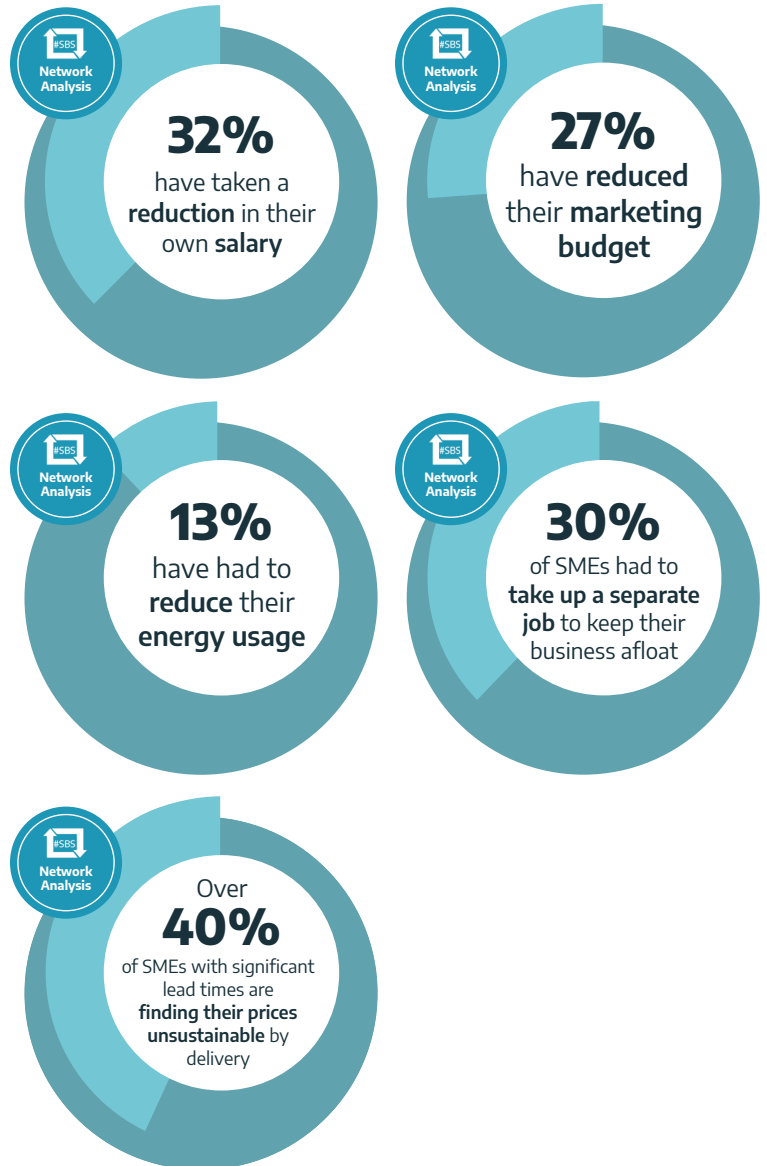 #SBS
Network
Analysis
32%
have taken a
reduction in their
own salary
#SBS
Network
Analysis
27%
have reduced
their marketing
budget
#SBS
Network
Analysis
13%
have had to
reduce their
energy usage
#SBS
Network
Analysis
30%
of SMEs had to
take up a separate
job to keep their
business afloat
#SBS
Network
Analysis
Over
40%
of SMEs with significant
lead times are
finding their prices
unsustainable by
delivery